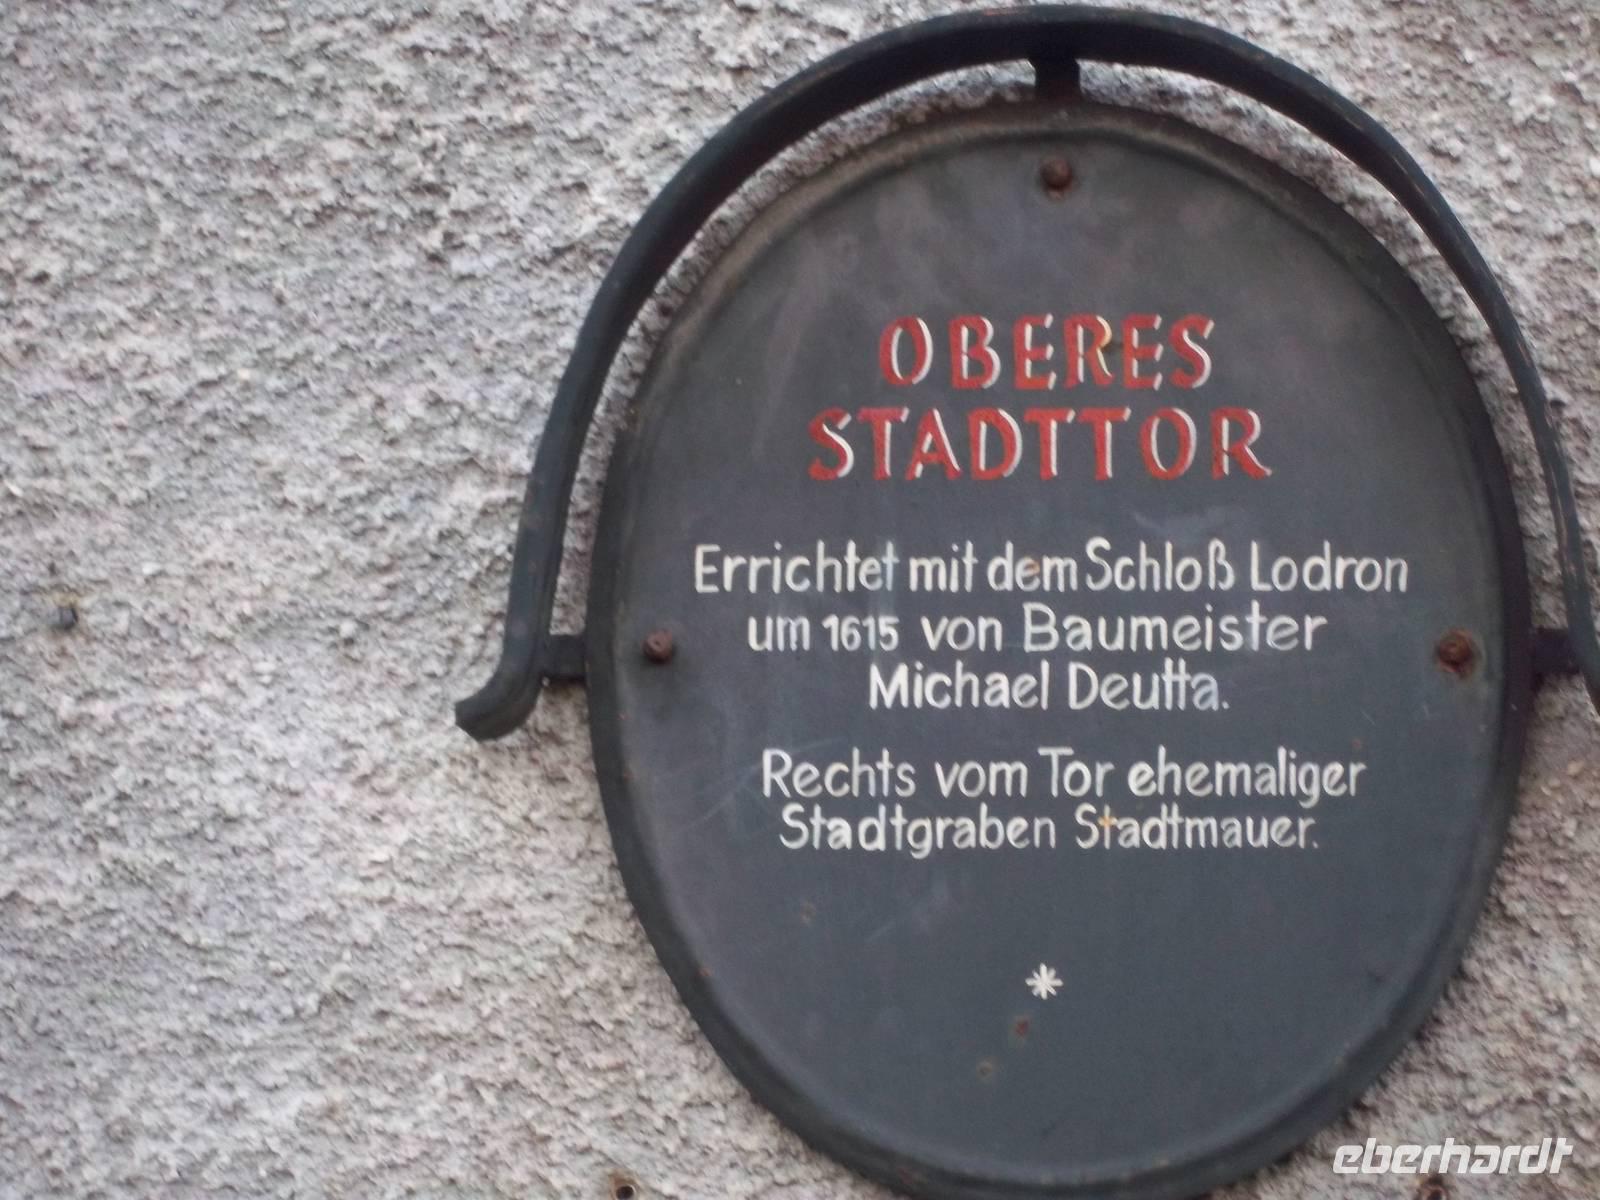 OBERES
STADTTOR
Errichtet mit dem Schloß Lodron
um 1615 von Baumeister
Michael Deutta.
Rechts vom Tor ehemaliger
Stadtgraben Stadtmauer.
*
eberhardt